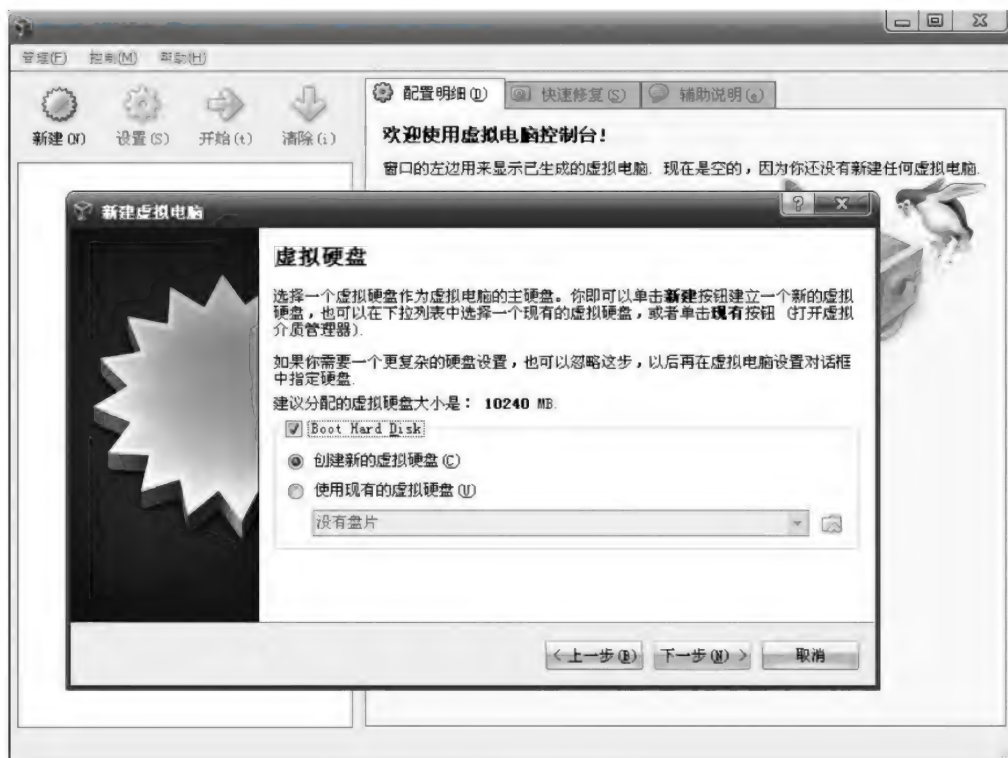 管理(F) 控制(M) 帮助(H)
新建(N) 设置(S) 开始(t) 清除(i)
配置明细(D) 快速修复(S) 辅助说明(e)
欢迎使用虚拟电脑控制台!
窗口的左边用来显示已生成的虚拟电脑. 现在是空的,因为你还没有新建任何虚拟电脑.
新建虚拟电脑
虚拟硬盘
选择一个虚拟硬盘作为虚拟电脑的主硬盘。你即可以单击新建按钮建立一个新的虚拟
硬盘,也可以在下拉列表中选择一个现有的虚拟硬盘,或者单击现有按钮 (打开虚拟
介质管理器).
如果你需要一个更复杂的硬盘设置,也可以忽略这步,以后再在虚拟电脑设置对话框
中指定硬盘.
建议分配的虚拟硬盘大小是: 10240 MB.
Boot Hard Disk
创建新的虚拟硬盘(C)
使用现有的虚拟硬盘(U)
没有盘片
< 上一步(B) 下一步(N) > 取消